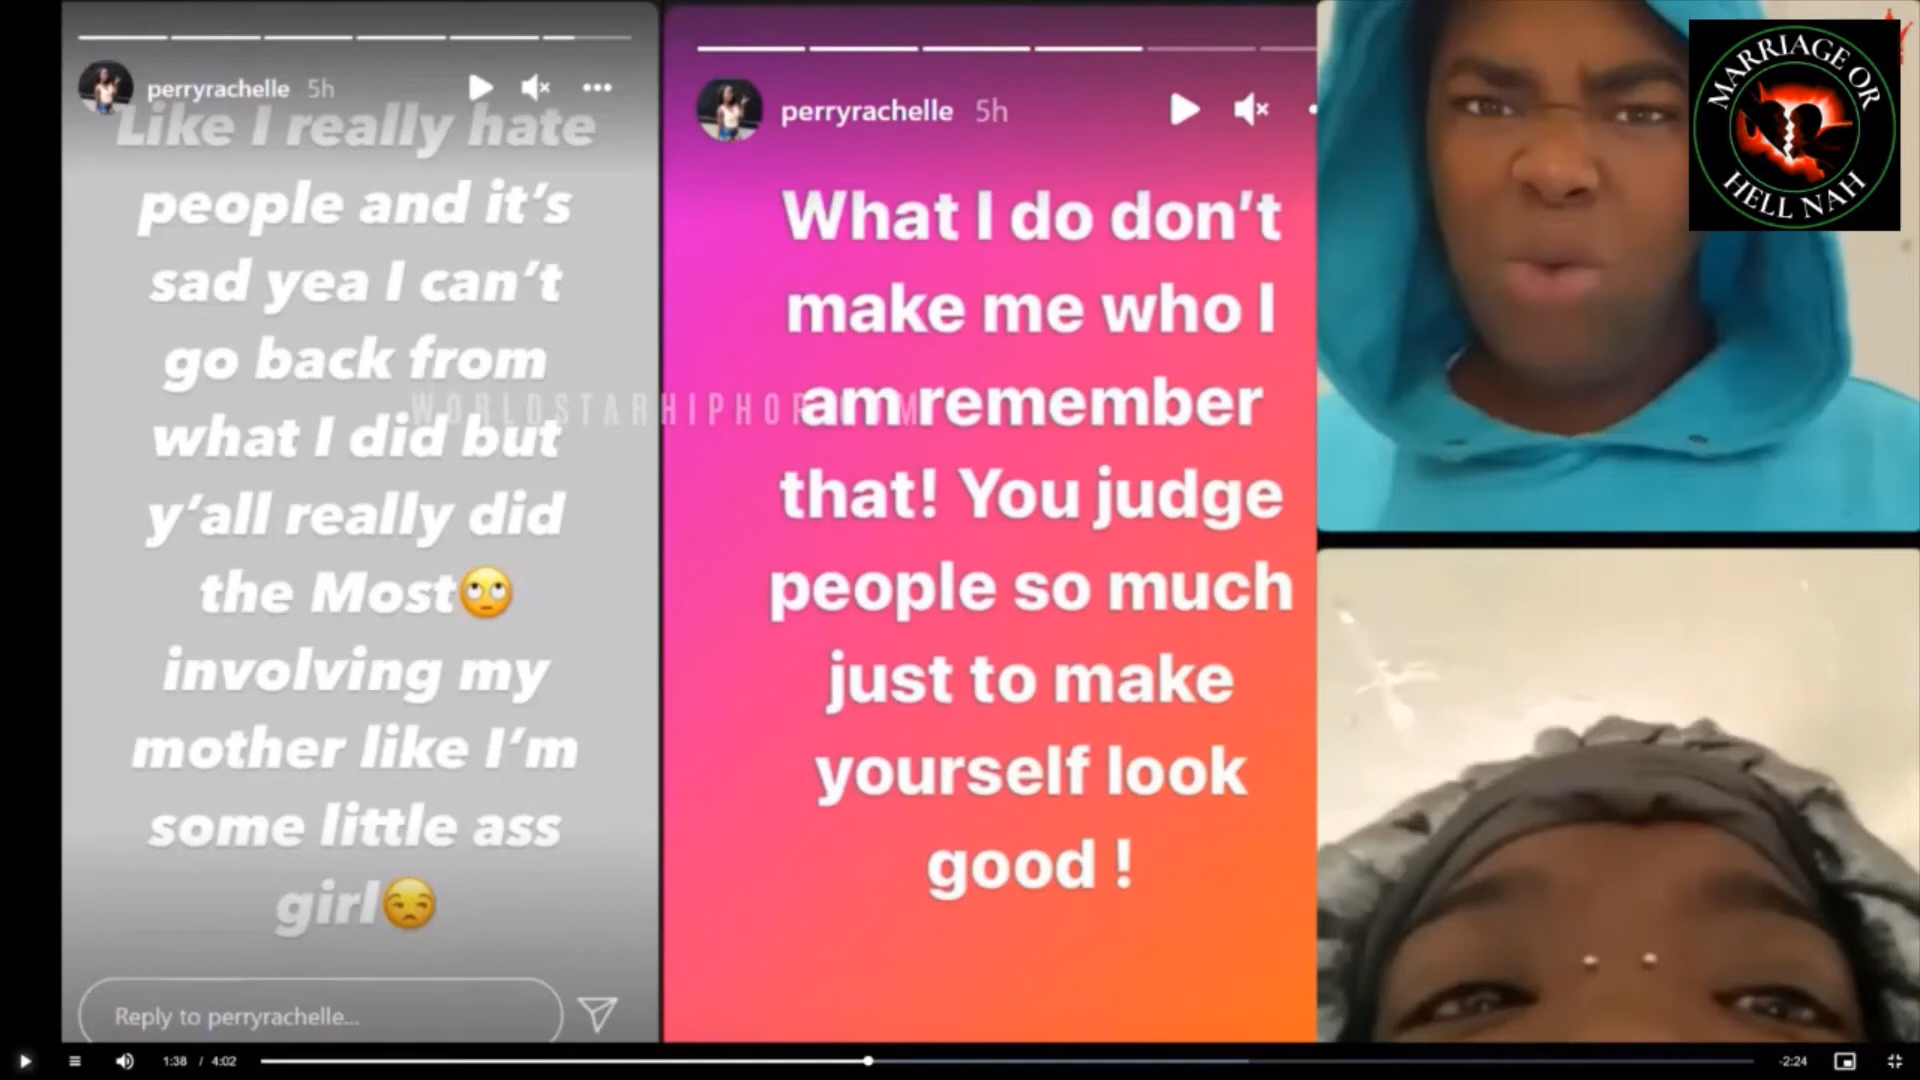 perryrachelle 5h
Like I really hate
people and it's
sad yea I can't
go back from
what I did but
y'all really did
the Most🙄
involving my
mother like I'm
some little ass
girl😒
Reply to perryrachelle...
perryrachelle 5h
What I do don't
make me who I
am remember
that! You judge
people so much
just to make
yourself look
good !
WORLDSTARHIPHOP.COM
MARRIAGE OR
HELL NAH
1:38 / 4:02
-2:24